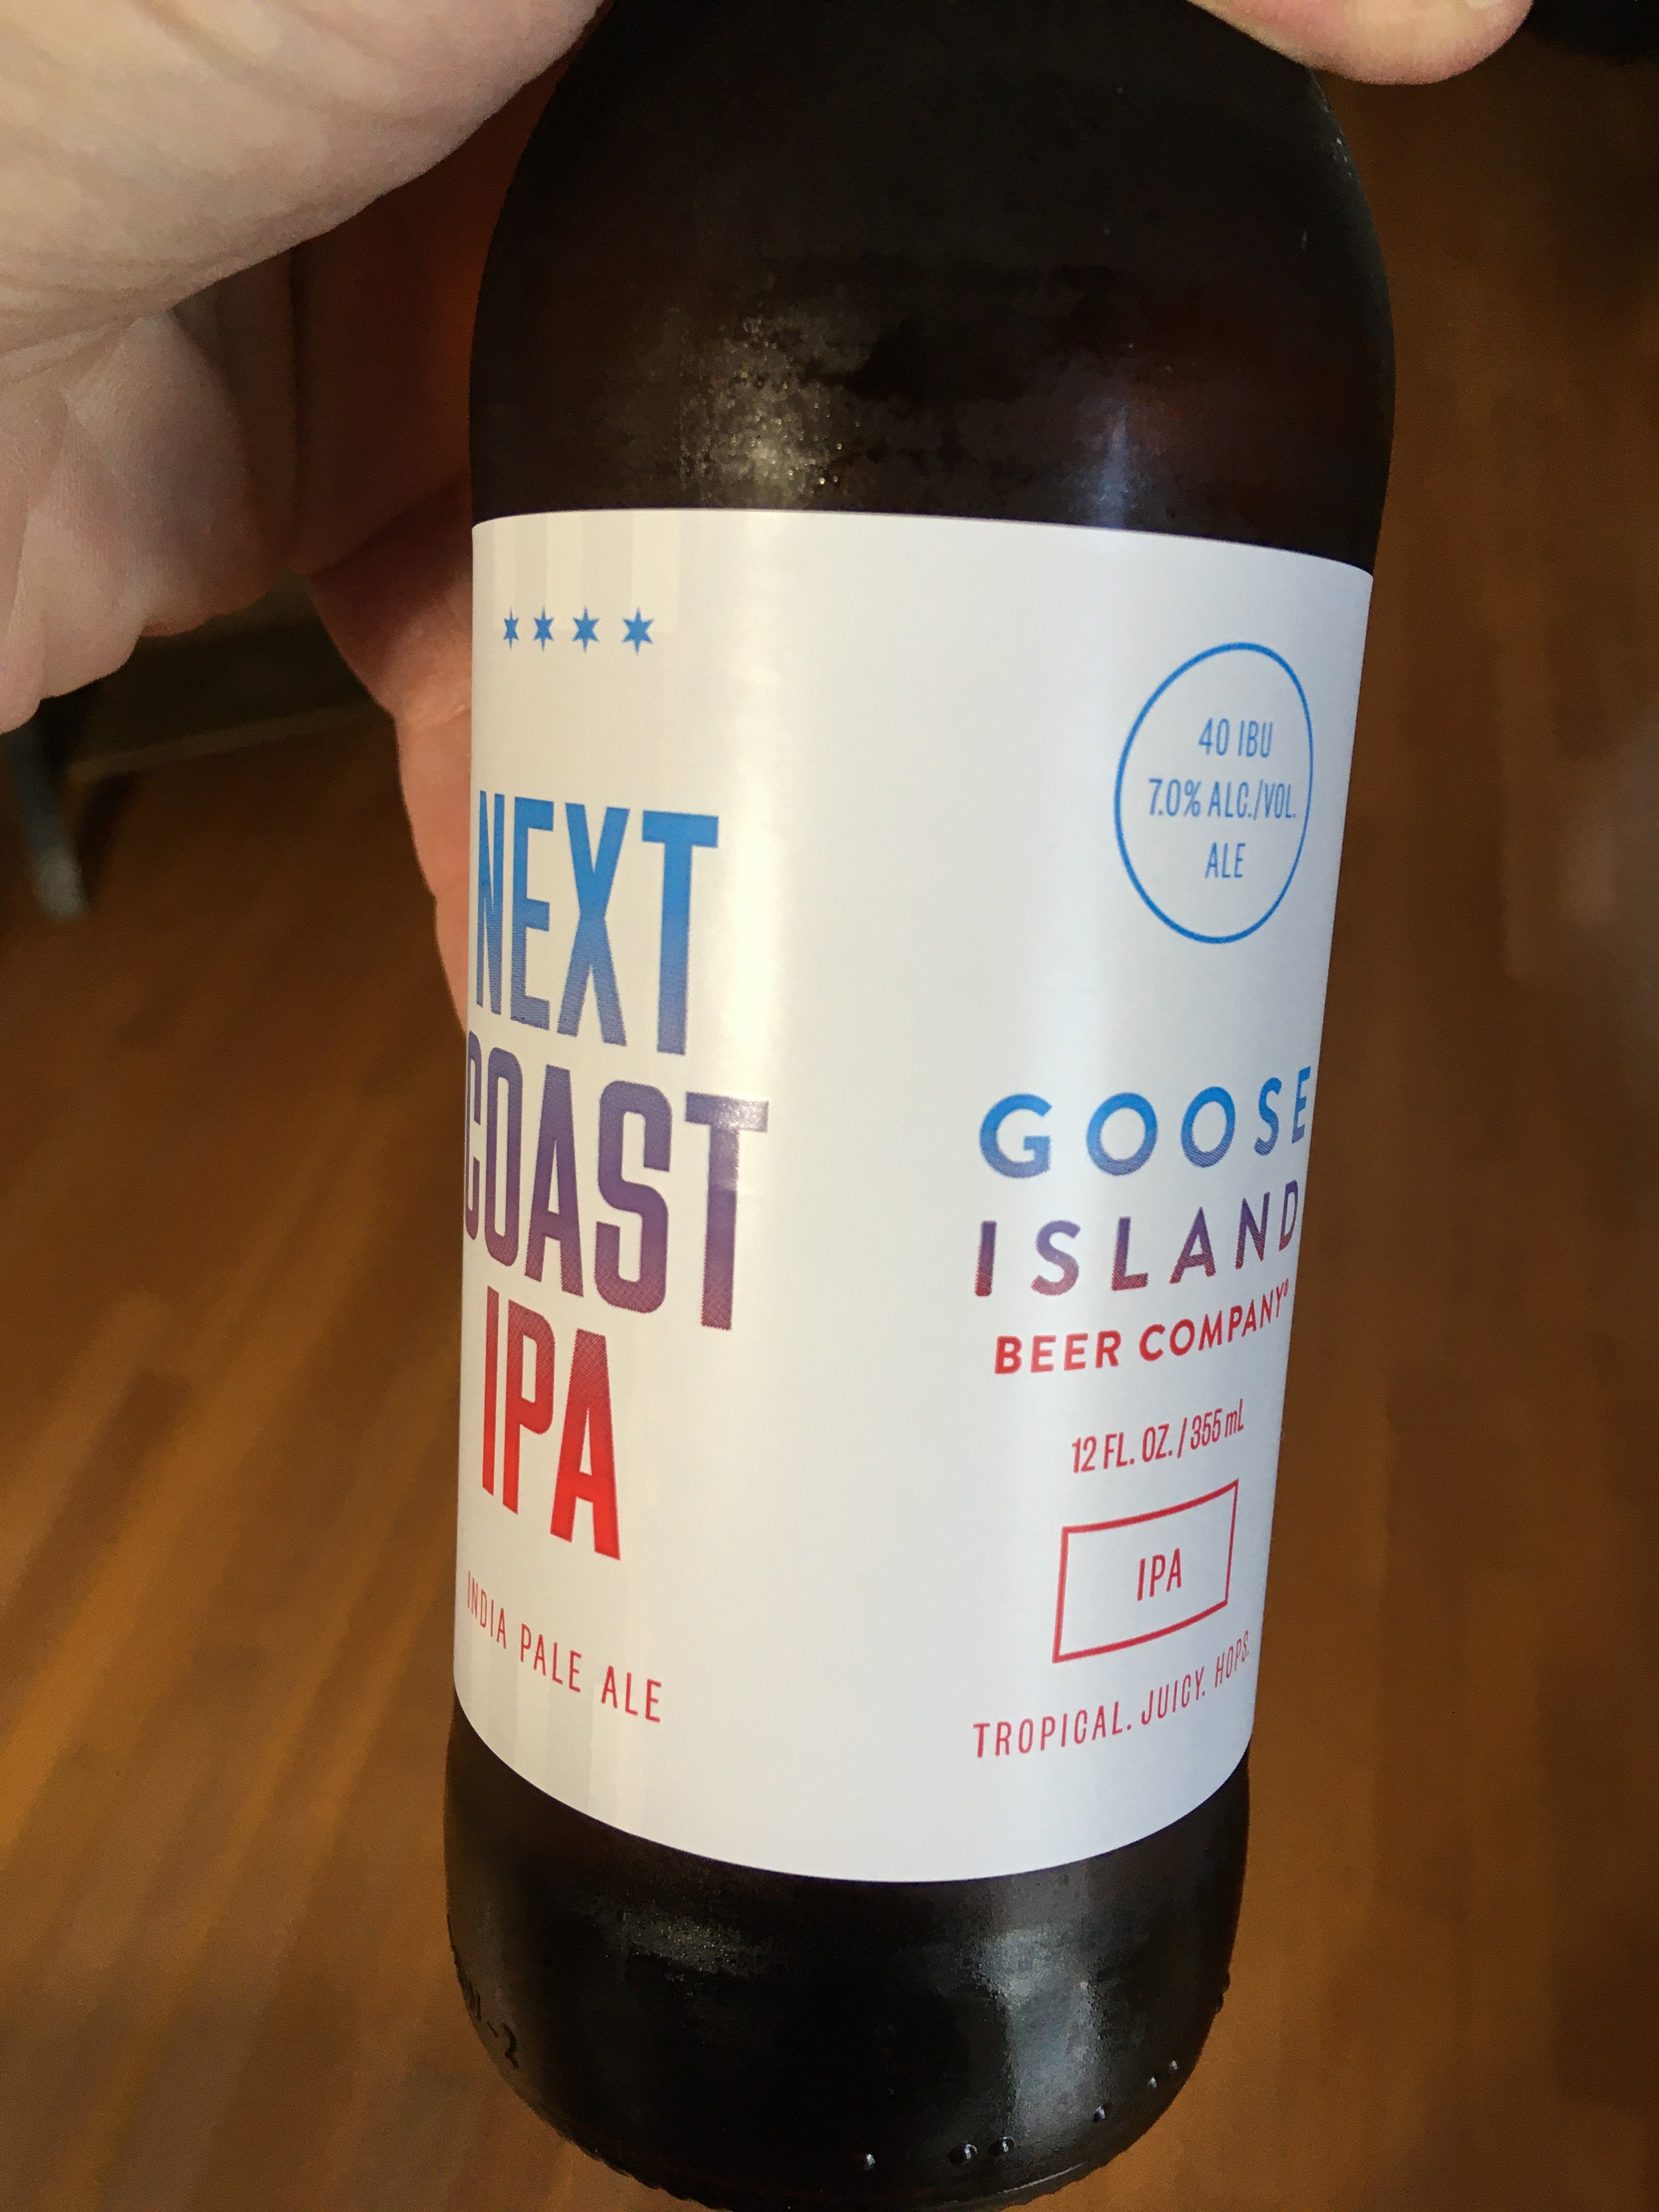 NEXT
COAST
IPA
INDIA PALE ALE
40 IBU
7.0% ALC./VOL.
ALE
GOOSE
ISLAND
BEER COMPANY®
12 FL. OZ. / 355 mL
IPA
TROPICAL. JUICY. HOPS.